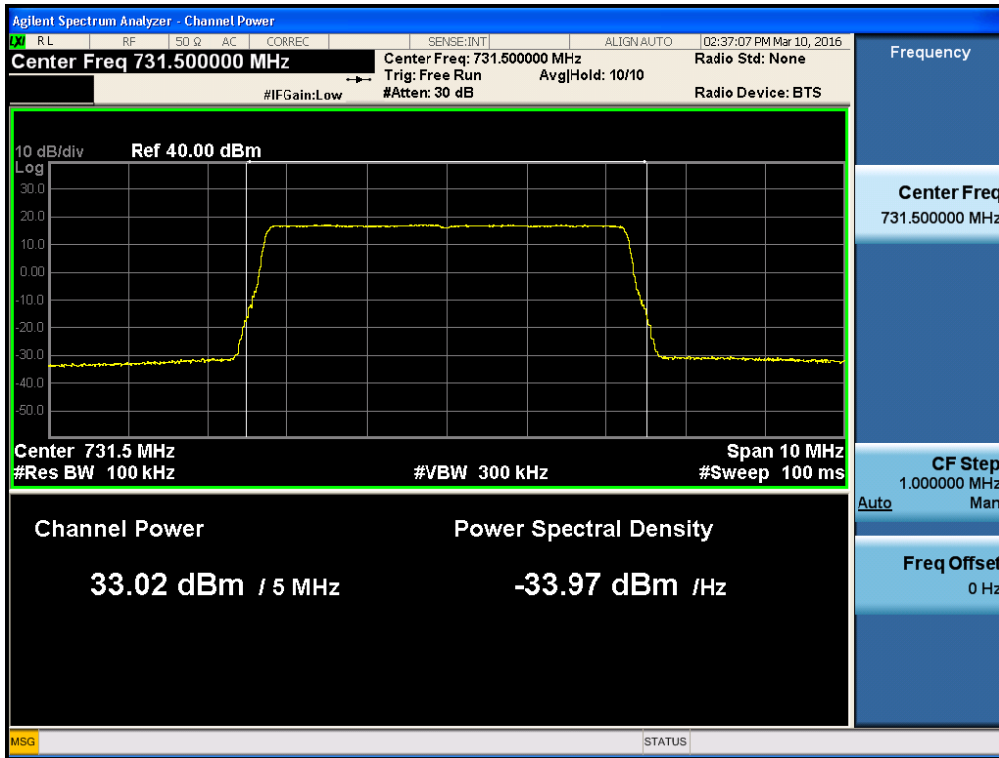 Agilent Spectrum Analyzer - Channel Power
LXI RL RF 50 Ω AC CORREC SENSE:INT ALIGN AUTO 02:37:07 PM Mar 10, 2016
Center Freq 731.500000 MHz
Center Freq: 731.500000 MHz
Radio Std: None
Trig: Free Run Avg|Hold: 10/10
#IFGain:Low
#Atten: 30 dB
Radio Device: BTS
10 dB/div Ref 40.00 dBm
Log
30.0
20.0
10.0
0.00
-10.0
-20.0
-30.0
-40.0
-50.0
Center 731.5 MHz
Span 10 MHz
#Res BW 100 kHz
#VBW 300 kHz
#Sweep 100 ms
Channel Power
Power Spectral Density
33.02 dBm / 5 MHz
-33.97 dBm /Hz
Frequency
Center Freq
731.500000 MHz
CF Step
1.000000 MHz
Auto Man
Freq Offset
0 Hz
MSG
STATUS